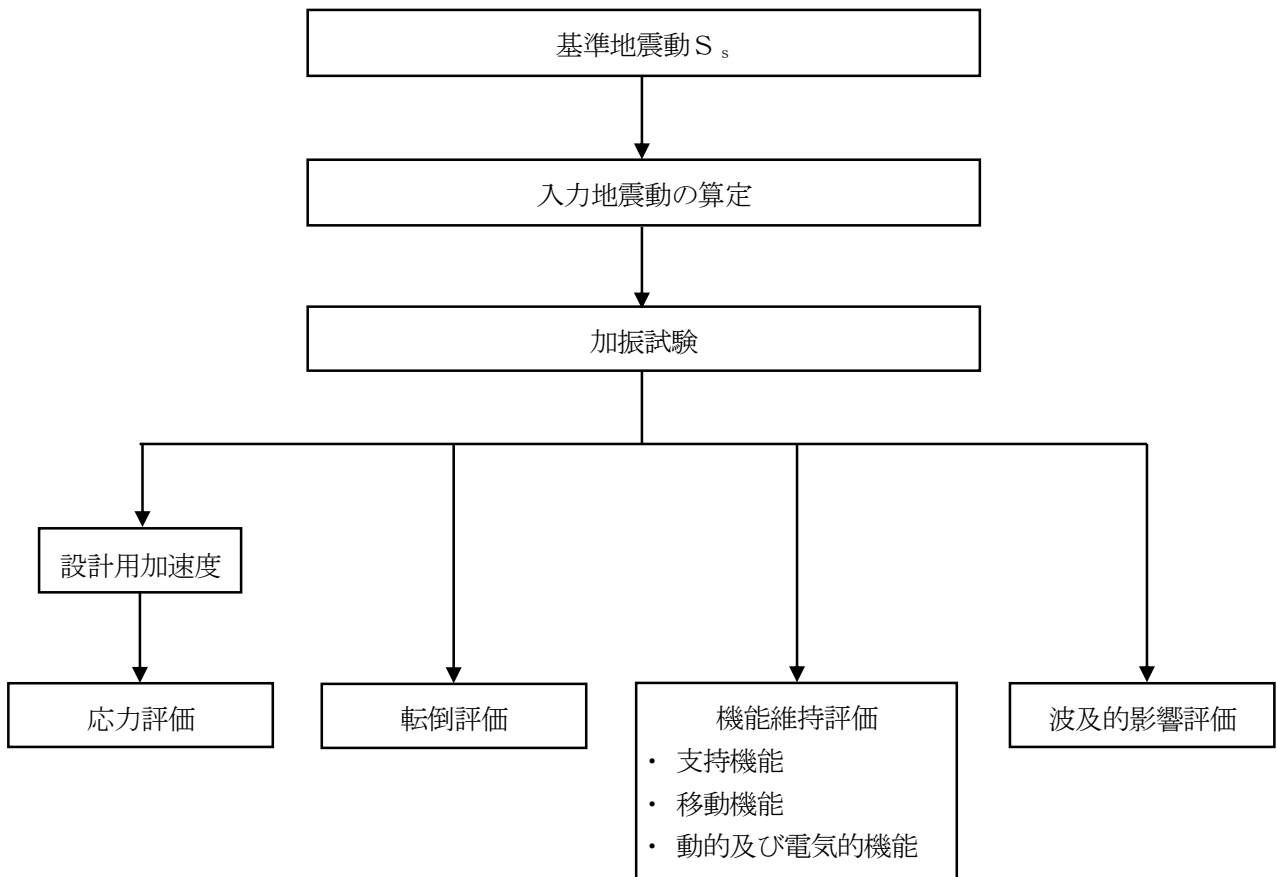 基準地震動Ｓｓ
入力地震動の算定
加振試験
設計用加速度
応力評価
転倒評価
機能維持評価
・ 支持機能
・ 移動機能
・ 動的及び電気的機能
波及的影響評価